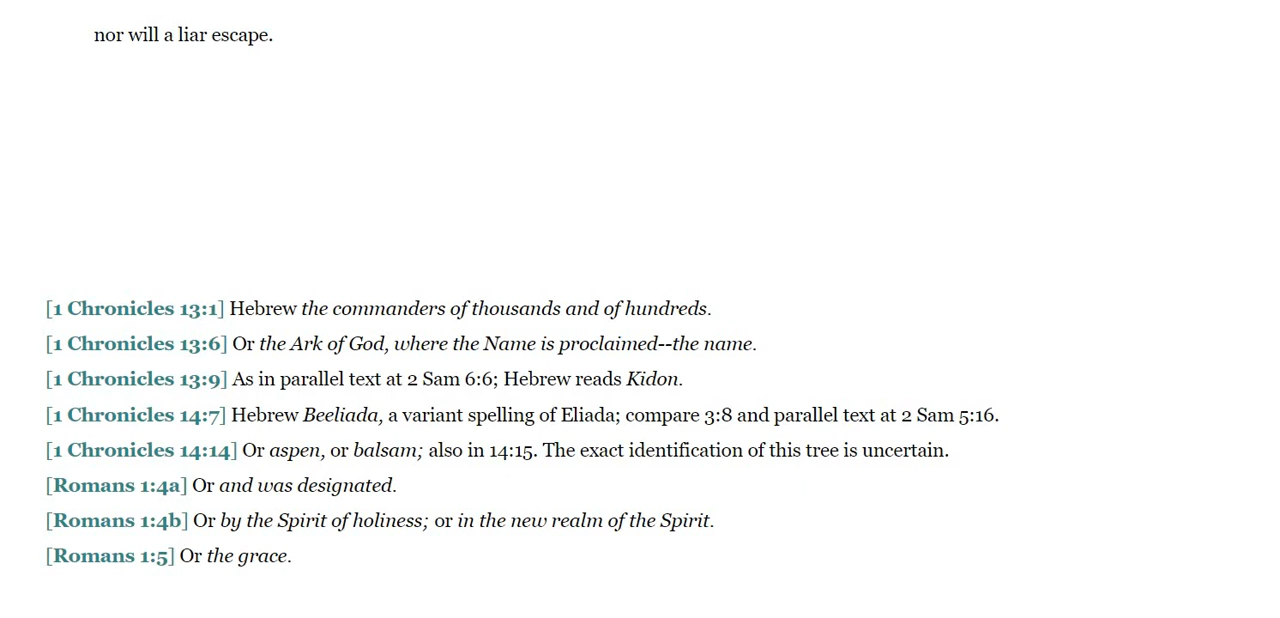 nor will a liar escape.
[1 Chronicles 13:1] Hebrew the commanders of thousands and of hundreds.
[1 Chronicles 13:6] Or the Ark of God, where the Name is proclaimed--the name.
[1 Chronicles 13:9] As in parallel text at 2 Sam 6:6; Hebrew reads Kidon.
[1 Chronicles 14:7] Hebrew Beeliada, a variant spelling of Eliada; compare 3:8 and parallel text at 2 Sam 5:16.
[1 Chronicles 14:14] Or aspen, or balsam; also in 14:15. The exact identification of this tree is uncertain.
[Romans 1:4a] Or and was designated.
[Romans 1:4b] Or by the Spirit of holiness; or in the new realm of the Spirit.
[Romans 1:5] Or the grace.